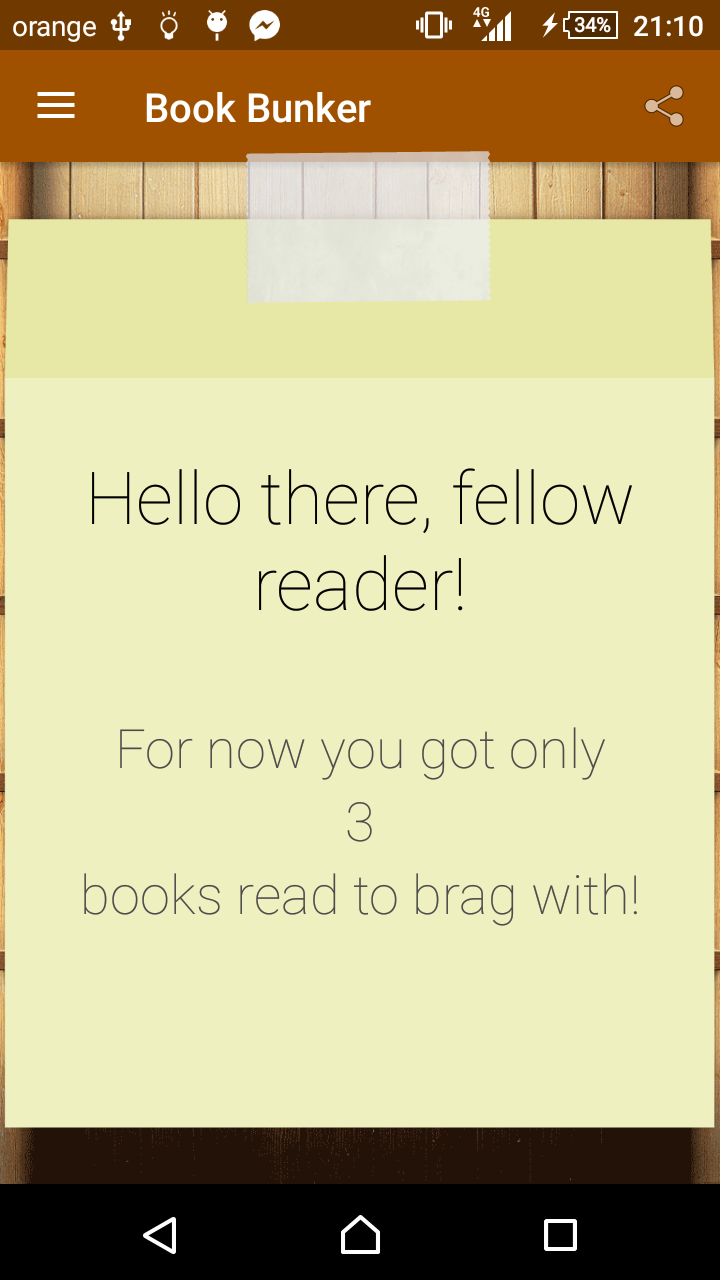 orange 4G 34% 21:10
Book Bunker
Hello there, fellow
reader!
For now you got only
3
books read to brag with!